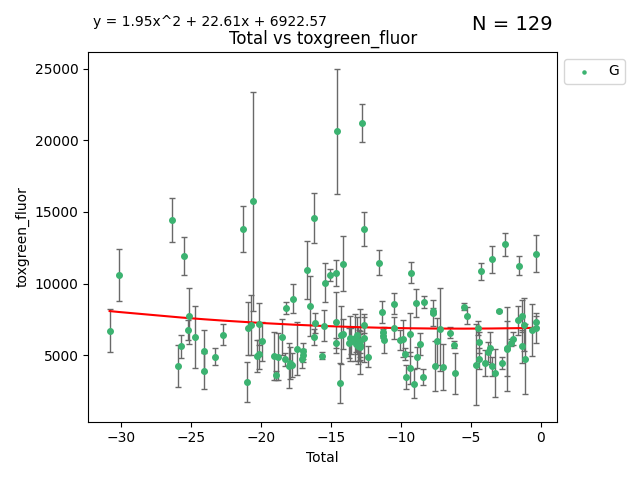 y = 1.95x^2 + 22.61x + 6922.57
N = 129
Total vs toxgreen_fluor
G
25000
20000
15000
10000
5000
toxgreen_fluor
−30 −25 −20 −15 −10 −5 0
Total